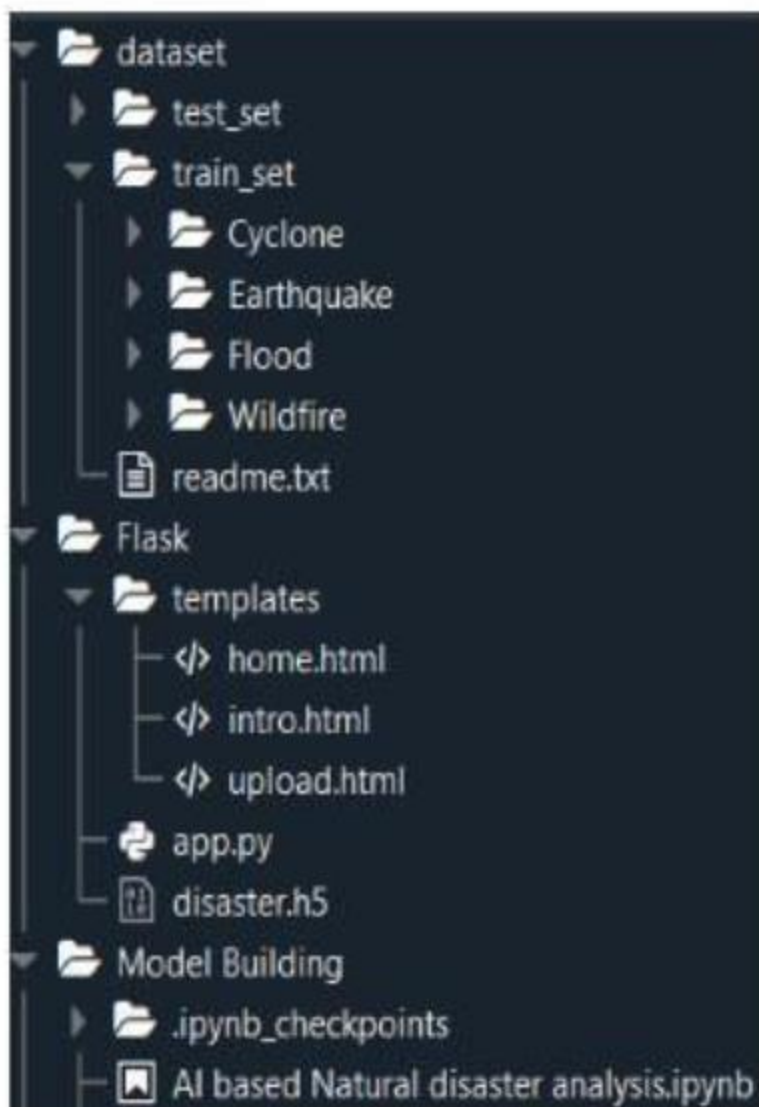 dataset
test_set
train_set
Cyclone
Earthquake
Flood
Wildfire
readme.txt
Flask
templates
home.html
intro.html
upload.html
app.py
disaster.h5
Model Building
.ipynb_checkpoints
AI based Natural disaster analysis.ipynb